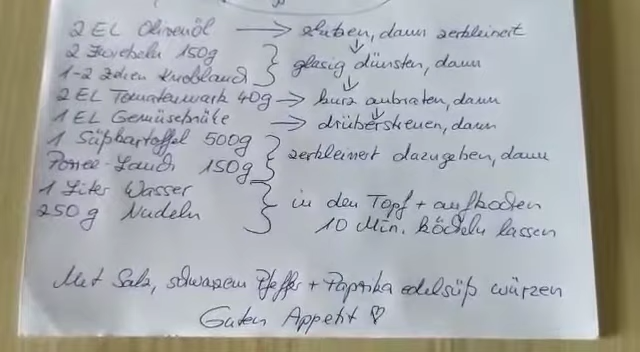 2 EL Olivenöl → erhitzen, dann zerkleinert
2 Zwiebeln 150g
1-2 Zehen Knoblauch } glasig dünsten, dann
2 EL Tomatenmark 40g → kurz anbraten, dann
1 EL Gemüsebrühe → drüberstreuen, dann
1 Süßkartoffel 500g
Porree-Lauch 150g } zerkleinert dazugeben, dann
1 Liter Wasser
250 g Nudeln } in den Topf + aufkochen
10 Min. köcheln lassen
Mit Salz, schwarzem Pfeffer + Paprika edelsüß würzen
Guten Appetit ♡